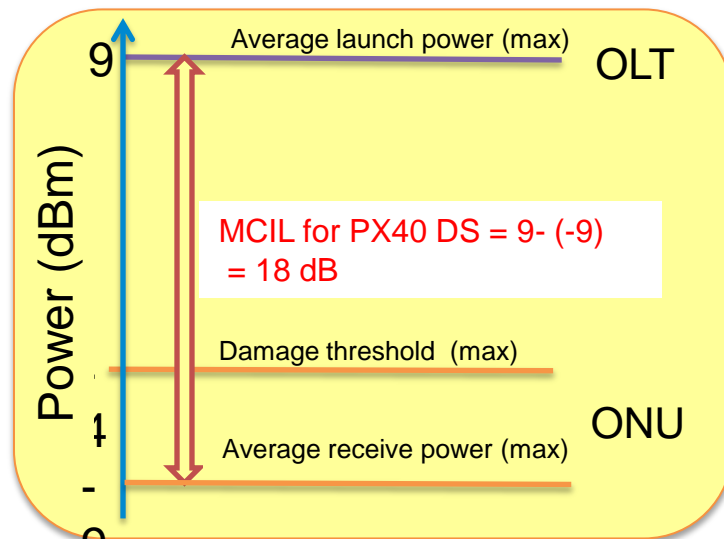 Average launch power (max)
9
OLT
Power (dBm)
MCIL for PX40 DS = 9- (-9)
= 18 dB
Damage threshold (max)
4
ONU
Average receive power (max)
-